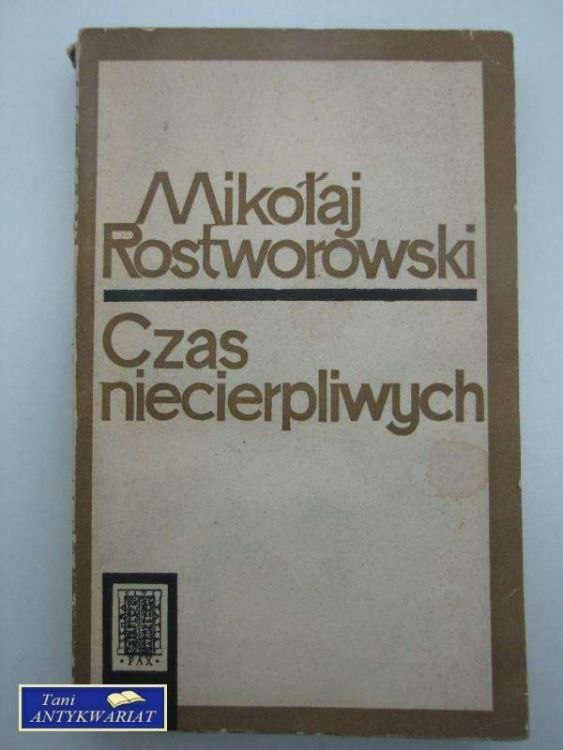 Mikołaj
Rostworowski
Czas
niecierpliwych
• PAX •
Tani
ANTYKWARIAT